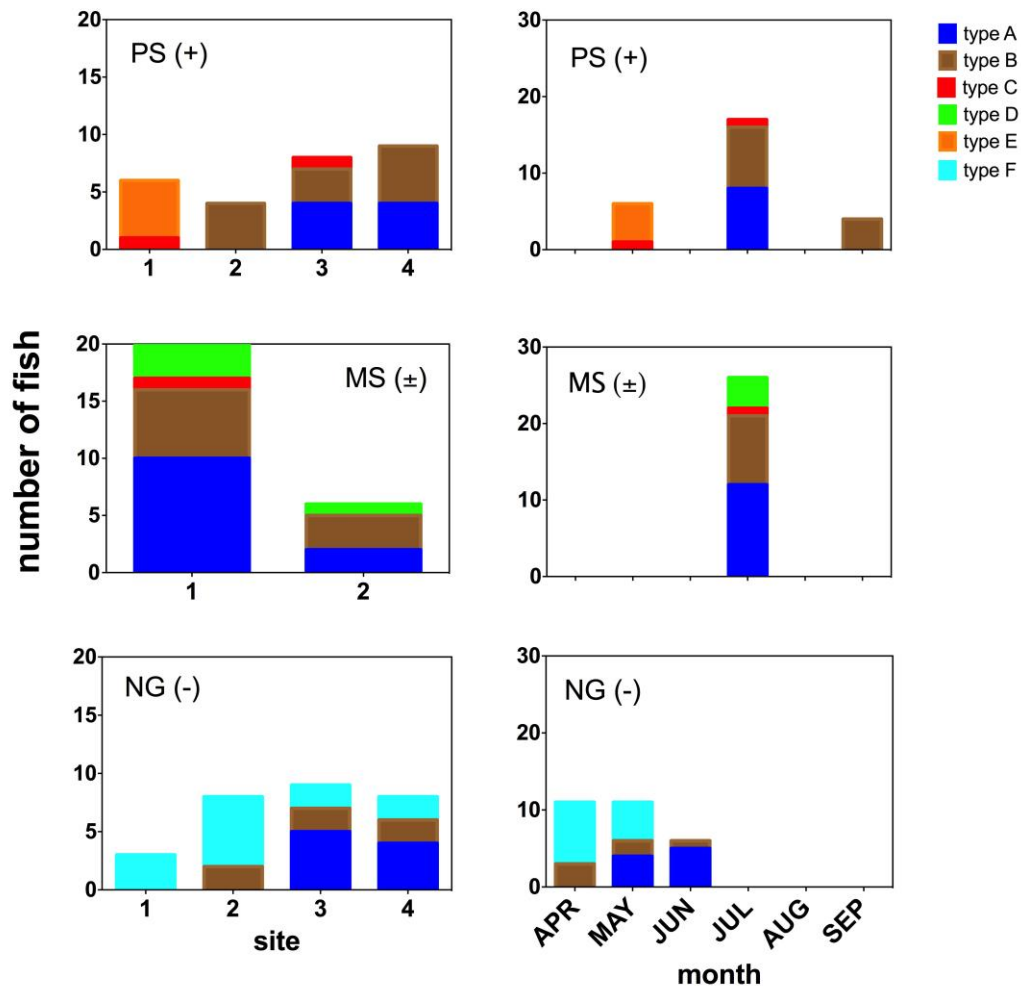 PS (+)
20
15
10
5
0
1 2 3 4
PS (+)
30
20
10
0
type A
type B
type C
type D
type E
type F
number of fish
MS (±)
20
15
10
5
0
1 2
MS (±)
30
20
10
0
NG (-)
20
15
10
5
0
1 2 3 4
site
NG (-)
30
20
10
0
APR MAY JUN JUL AUG SEP
month